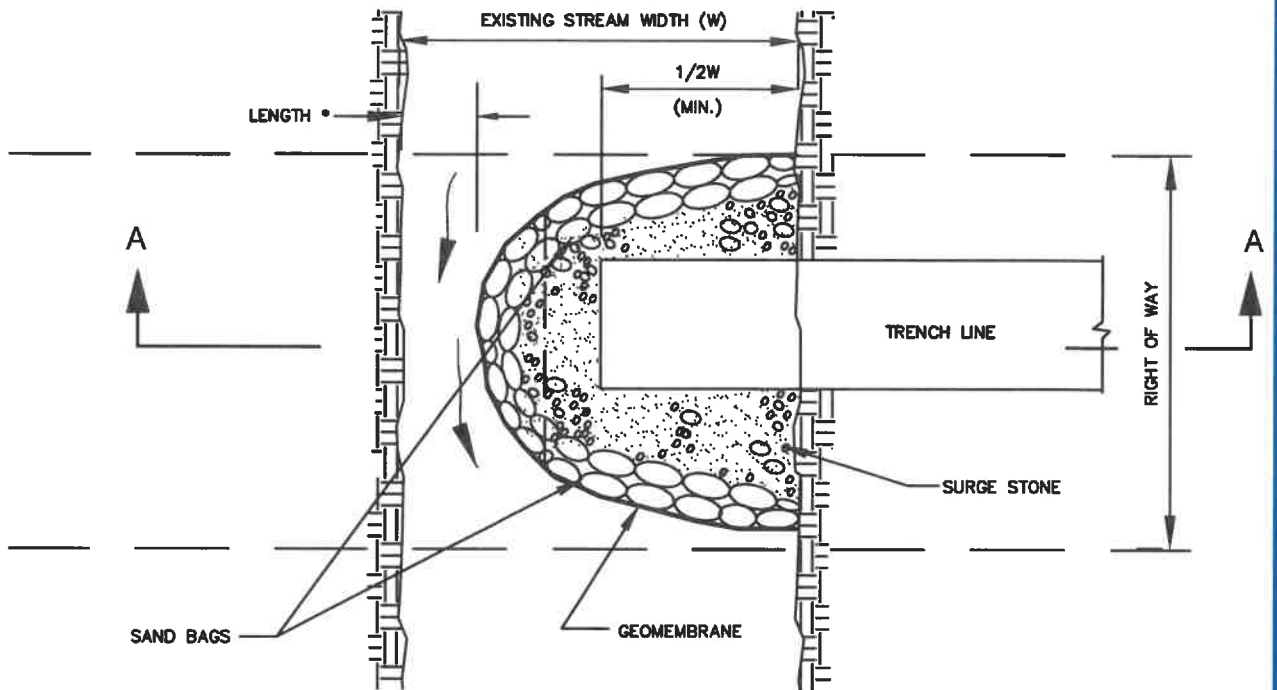 EXISTING STREAM WIDTH (W)
1/2W
(MIN.)
LENGTH *
A
A
TRENCH LINE
RIGHT OF WAY
SURGE STONE
SAND BAGS
GEOMEMBRANE